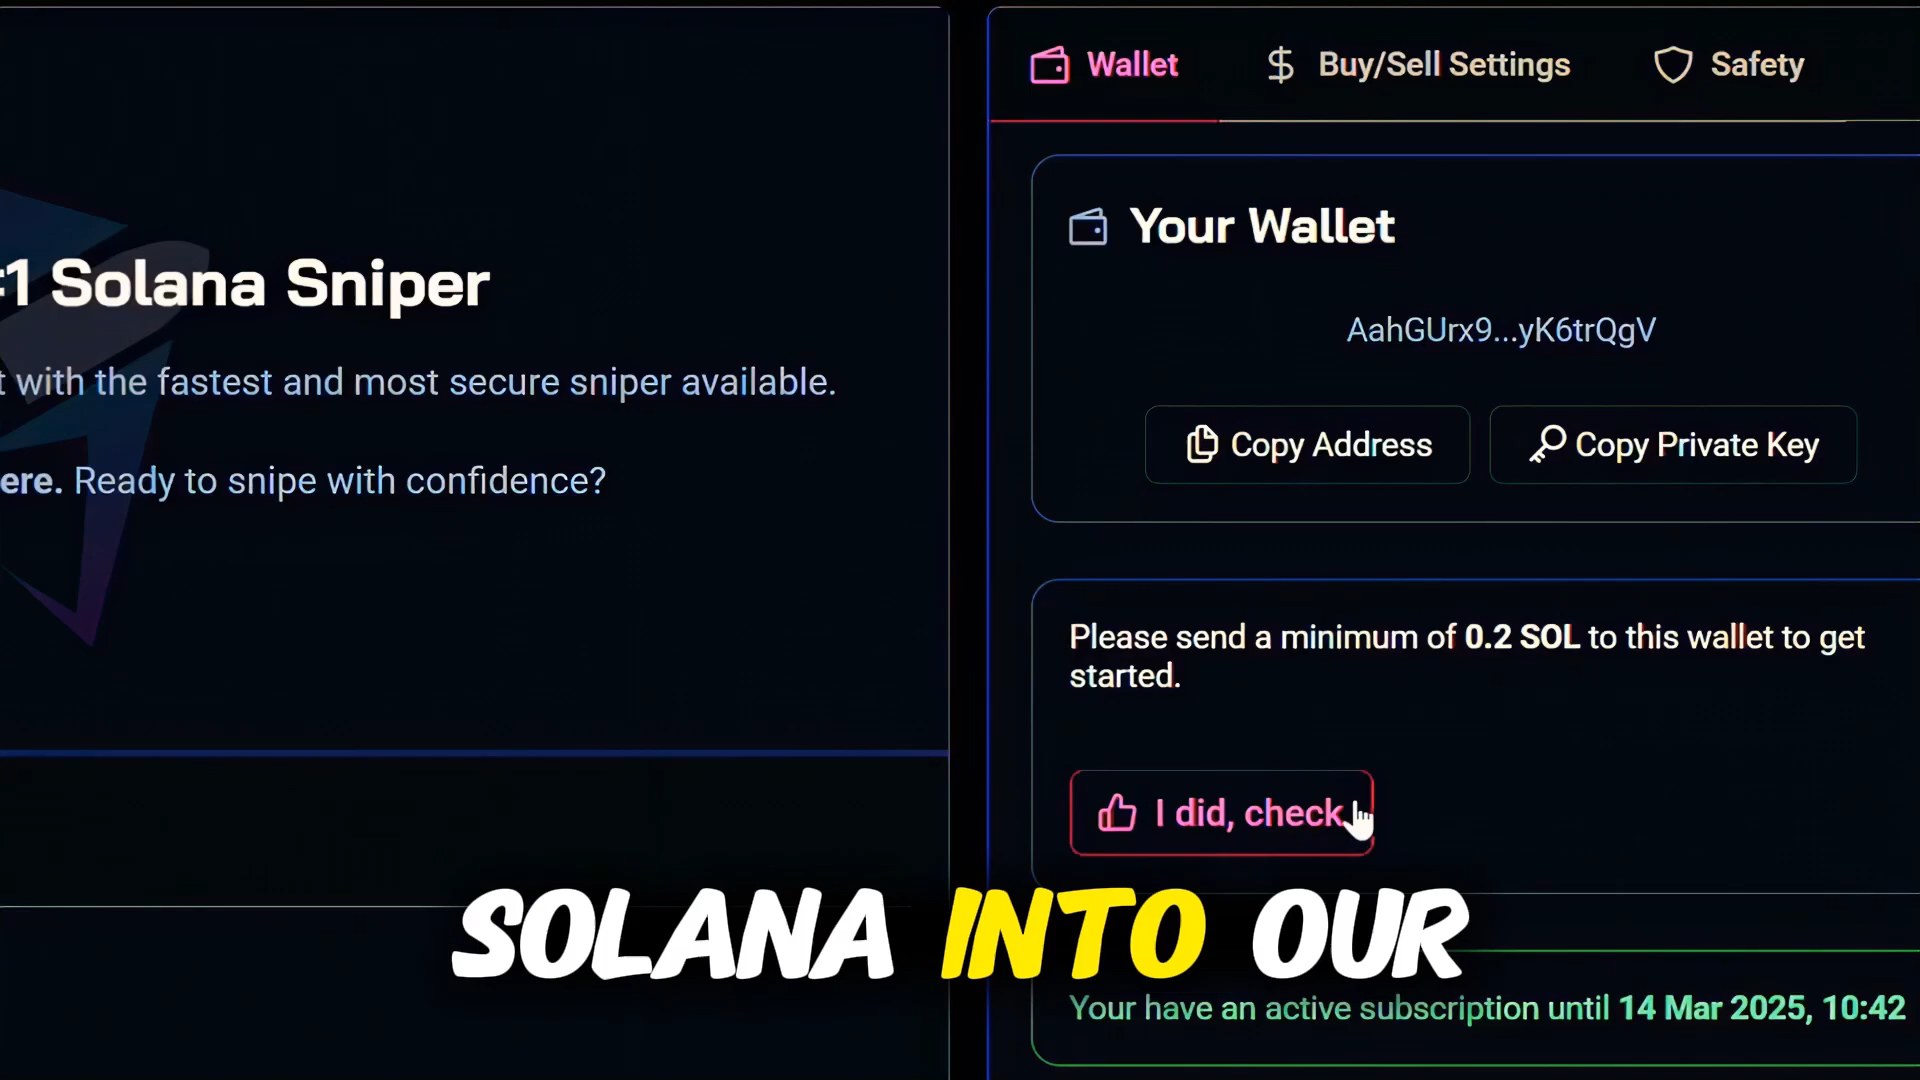 #1 Solana Sniper
with the fastest and most secure sniper available.
Ready to snipe with confidence?
Wallet
Buy/Sell Settings
Safety
Your Wallet
AahGUrx9...yK6trQgV
Copy Address
Copy Private Key
Please send a minimum of 0.2 SOL to this wallet to get
started.
I did, check
SOLANA INTO OUR
Your have an active subscription until 14 Mar 2025, 10:42